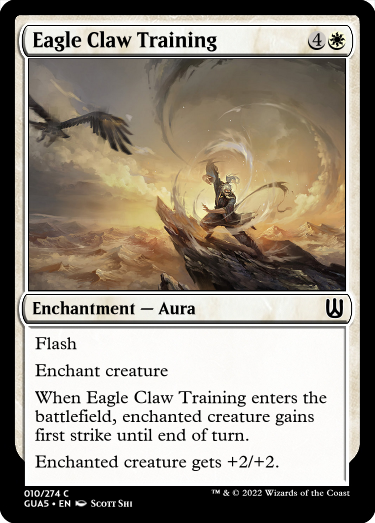 Eagle Claw Training 4
Enchantment — Aura
Flash
Enchant creature
When Eagle Claw Training enters the
battlefield, enchanted creature gains
first strike until end of turn.
Enchanted creature gets +2/+2.
010/274 C
GUA5 • EN Scott Shi
™ & © 2022 Wizards of the Coast